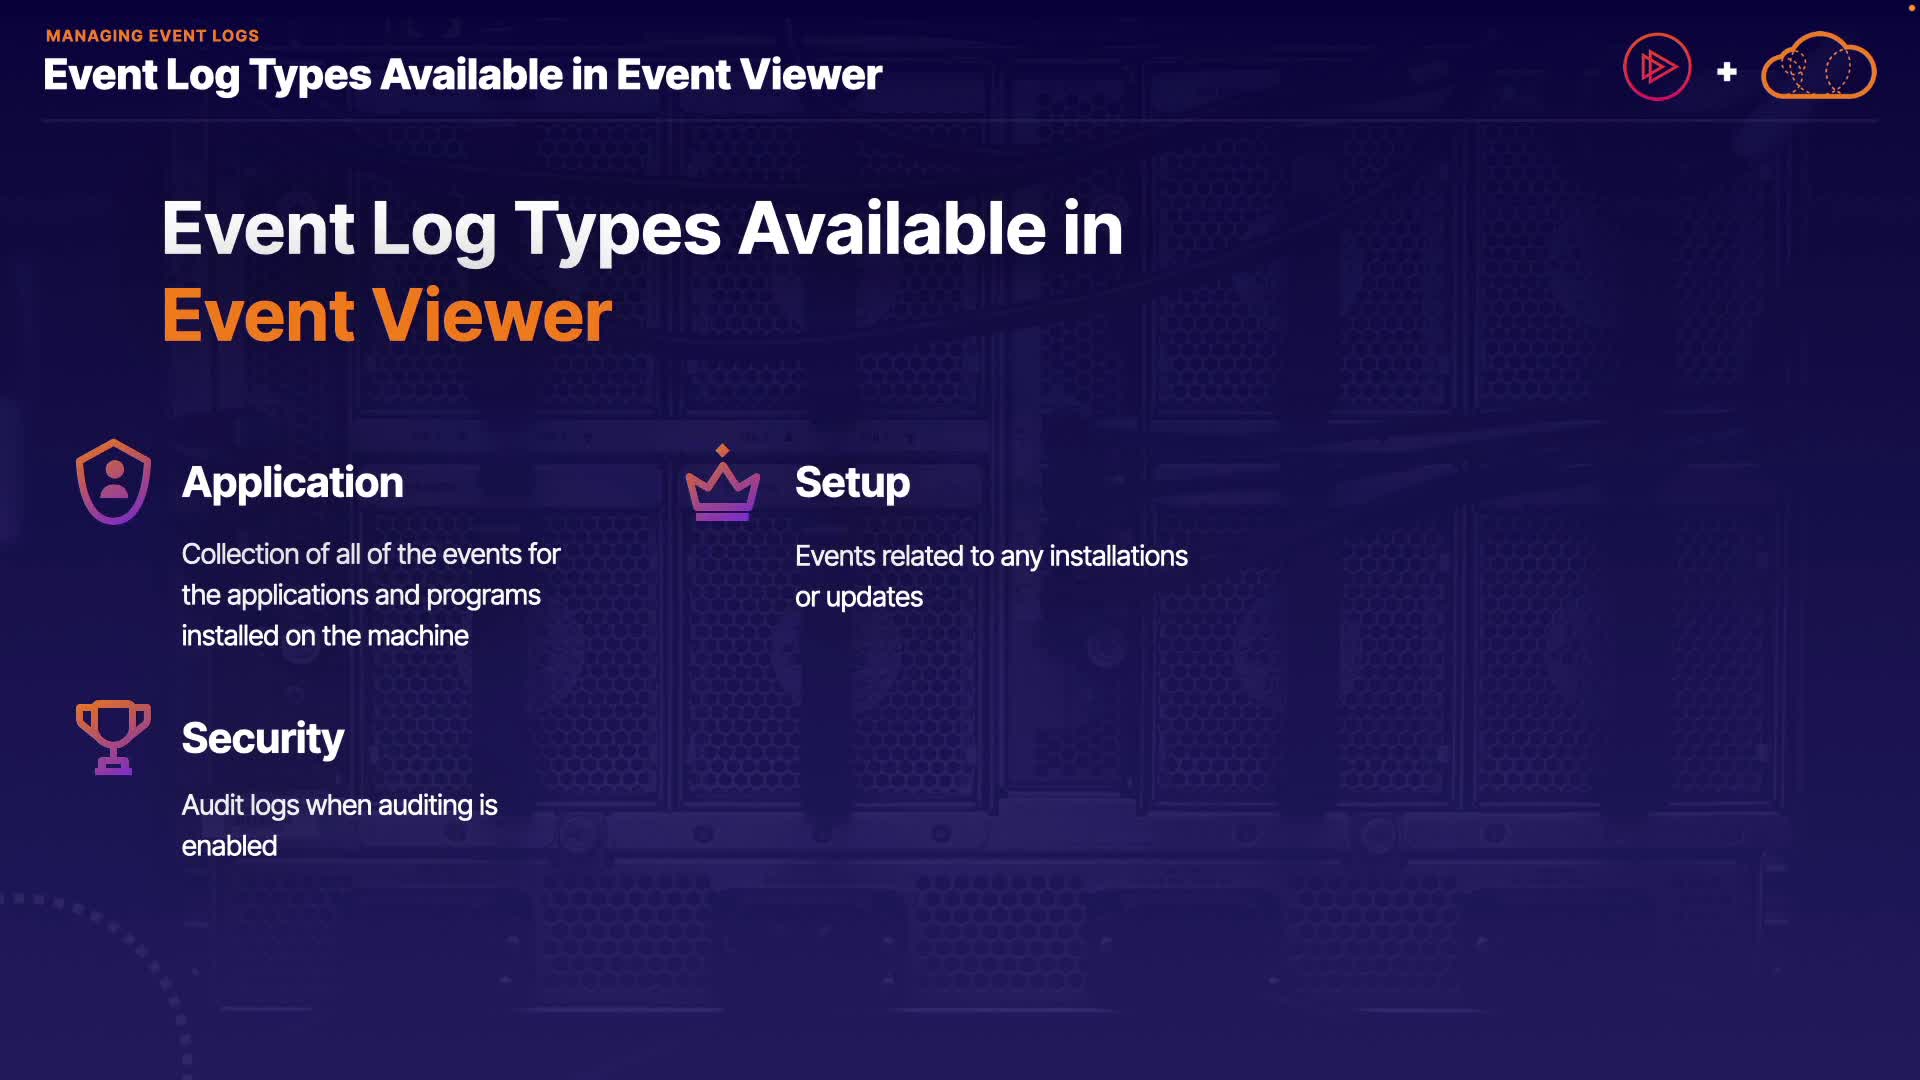 MANAGING EVENT LOGS
Event Log Types Available in Event Viewer
Event Log Types Available in
Event Viewer
Application
Collection of all of the events for
the applications and programs
installed on the machine
Security
Audit logs when auditing is
enabled
Setup
Events related to any installations
or updates